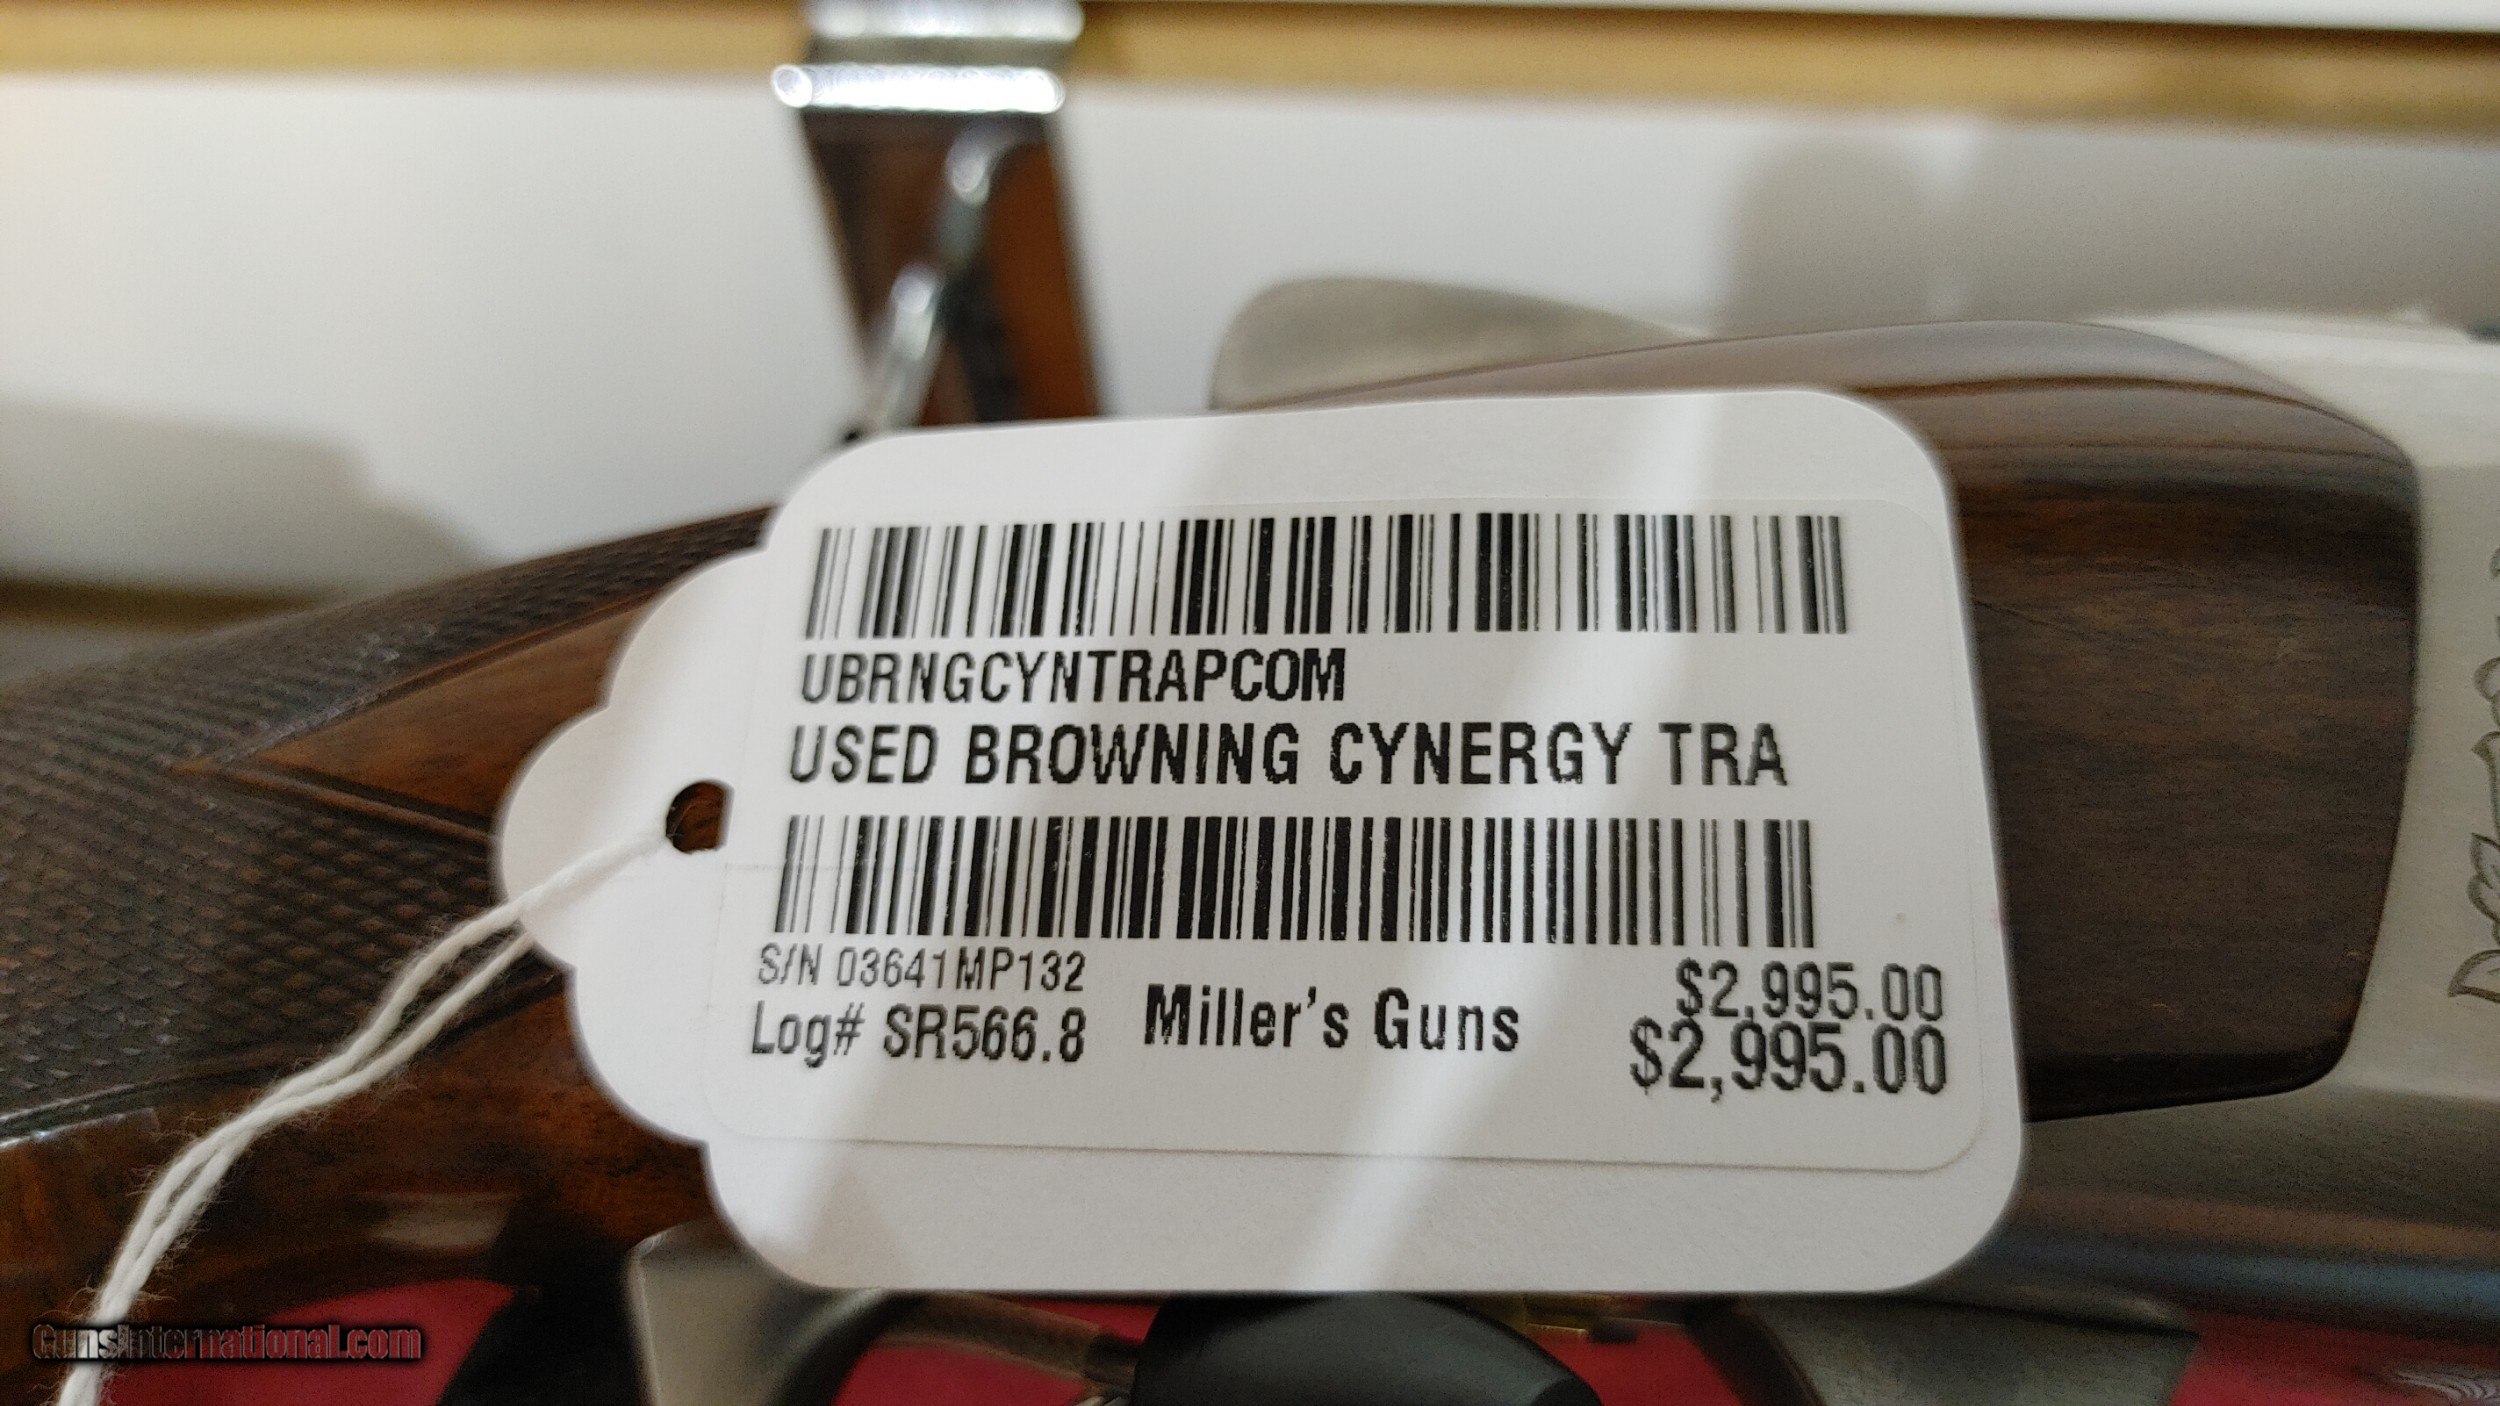 UBRNGCYNTRAPCOM
USED BROWNING CYNERGY TRA
S/N 03641MP132
Log# SR566.8
Miller's Guns
$2,995.00
$2,995.00
GunsInternational.com